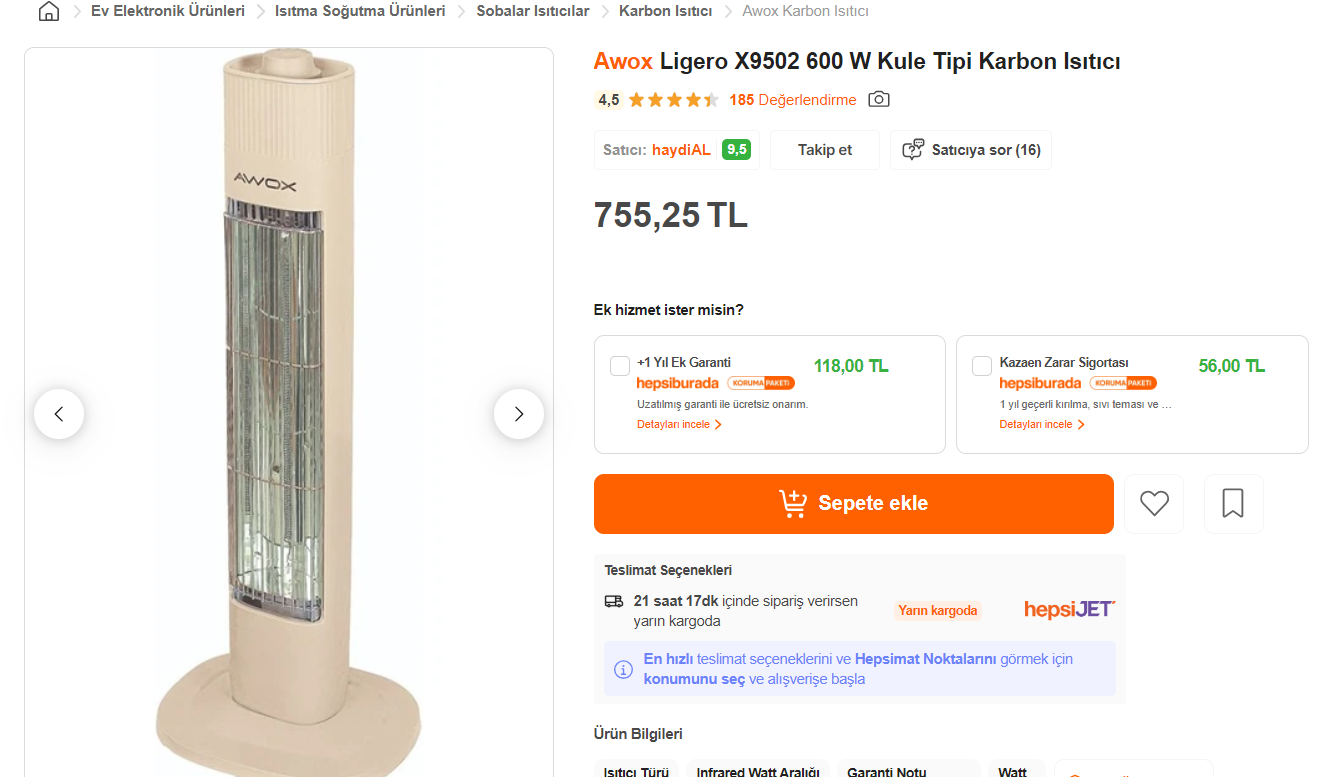 Ev Elektronik Ürünleri
Isıtma Soğutma Ürünleri
Sobalar Isıtıcılar
Karbon Isıtıcı
Awox Karbon Isıtıcı
AWOX
Awox Ligero X9502 600 W Kule Tipi Karbon Isıtıcı
4,5
185 Değerlendirme
Satıcı: haydiAL 9,5
Takip et
Satıcıya sor (16)
755,25 TL
Ek hizmet ister misin?
+1 Yıl Ek Garanti
118,00 TL
hepsiburada KORUMA PAKETİ
Uzatılmış garanti ile ücretsiz onarım.
Detayları incele
Kazaen Zarar Sigortası
56,00 TL
hepsiburada KORUMA PAKETİ
1 yıl geçerli kırılma, sıvı teması ve ...
Detayları incele
Sepete ekle
Teslimat Seçenekleri
21 saat 17dk içinde sipariş verirsen
yarın kargoda
Yarın kargoda
hepsiJET
En hızlı teslimat seçeneklerini ve Hepsimat Noktalarını görmek için
konumunu seç ve alışverişe başla
Ürün Bilgileri
Isıtıcı Türü
Infrared Watt Aralığı
Garanti Notu
Watt